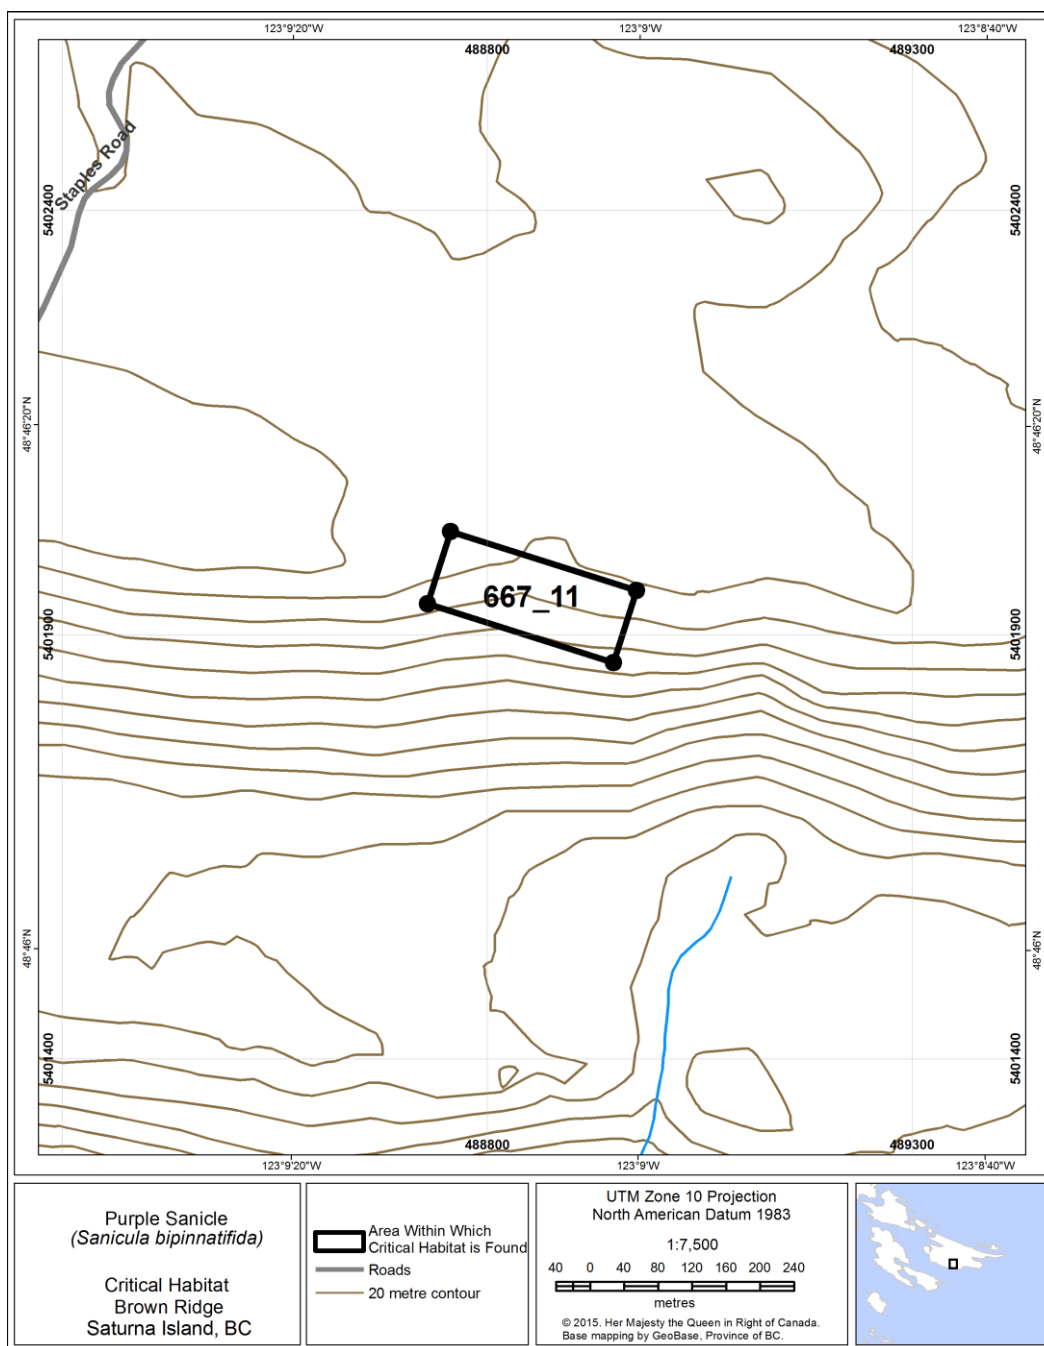 123°9'20"W
123°9'W
123°8'40"W
488800
489300
Staples Road
5402400
5402400
48°46'20"N
48°46'20"N
667_11
5401900
5401900
48°46'N
48°46'N
5401400
5401400
488800
489300
123°9'20"W
123°9'W
123°8'40"W
Purple Sanicle
(Sanicula bipinnatifida)
Critical Habitat
Brown Ridge
Saturna Island, BC
Area Within Which
Critical Habitat is Found
Roads
20 metre contour
UTM Zone 10 Projection
North American Datum 1983
1:7,500
40 0 40 80 120 160 200 240
metres
© 2015. Her Majesty the Queen in Right of Canada.
Base mapping by GeoBase, Province of BC.